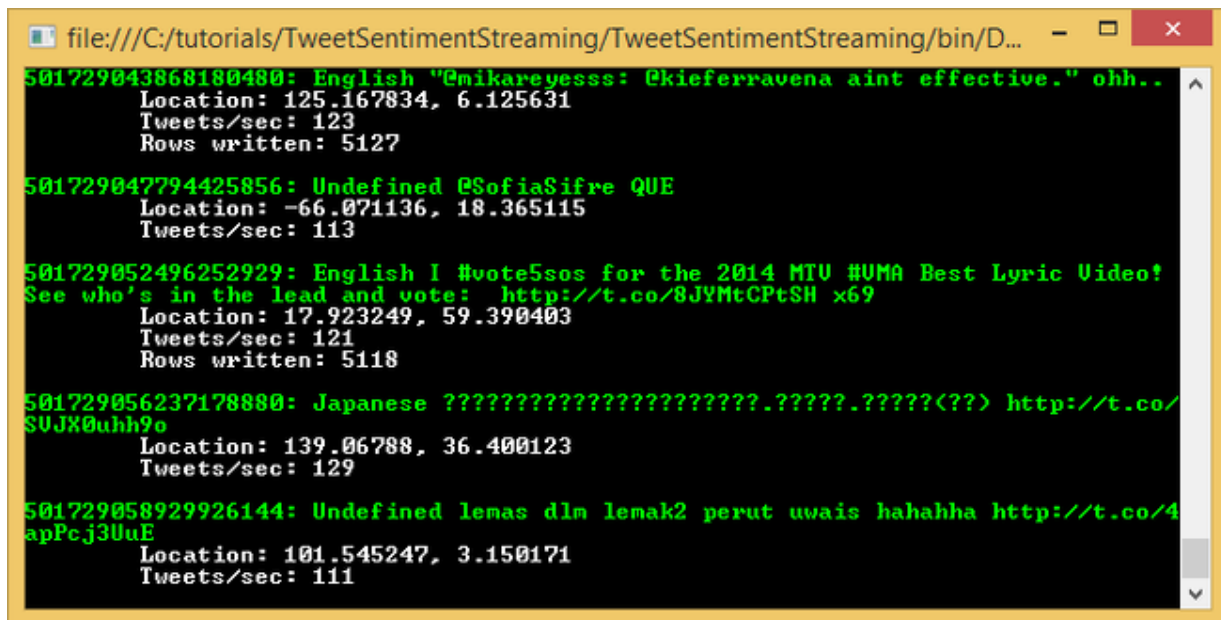 file:///C:/tutorials/TweetSentimentStreaming/TweetSentimentStreaming/bin/D...
501729043868180480: English "@mikareyesss: @kieferravena aint effective." ohh..
Location: 125.167834, 6.125631
Tweets/sec: 123
Rows written: 5127
501729047794425856: Undefined @SofiaSifre QUE
Location: -66.071136, 18.365115
Tweets/sec: 113
501729052496252929: English I #vote5sos for the 2014 MTV #VMA Best Lyric Video!
See who's in the lead and vote:  http://t.co/8JYMtCPtSH x69
Location: 17.923249, 59.390403
Tweets/sec: 121
Rows written: 5118
501729056237178880: Japanese ??????????????????????.?????.?????(??) http://t.co/
SVJX0uhh9o
Location: 139.06788, 36.400123
Tweets/sec: 129
501729058929926144: Undefined lemas dlm lemak2 perut uwais hahahha http://t.co/4
apPcj3UuE
Location: 101.545247, 3.150171
Tweets/sec: 111